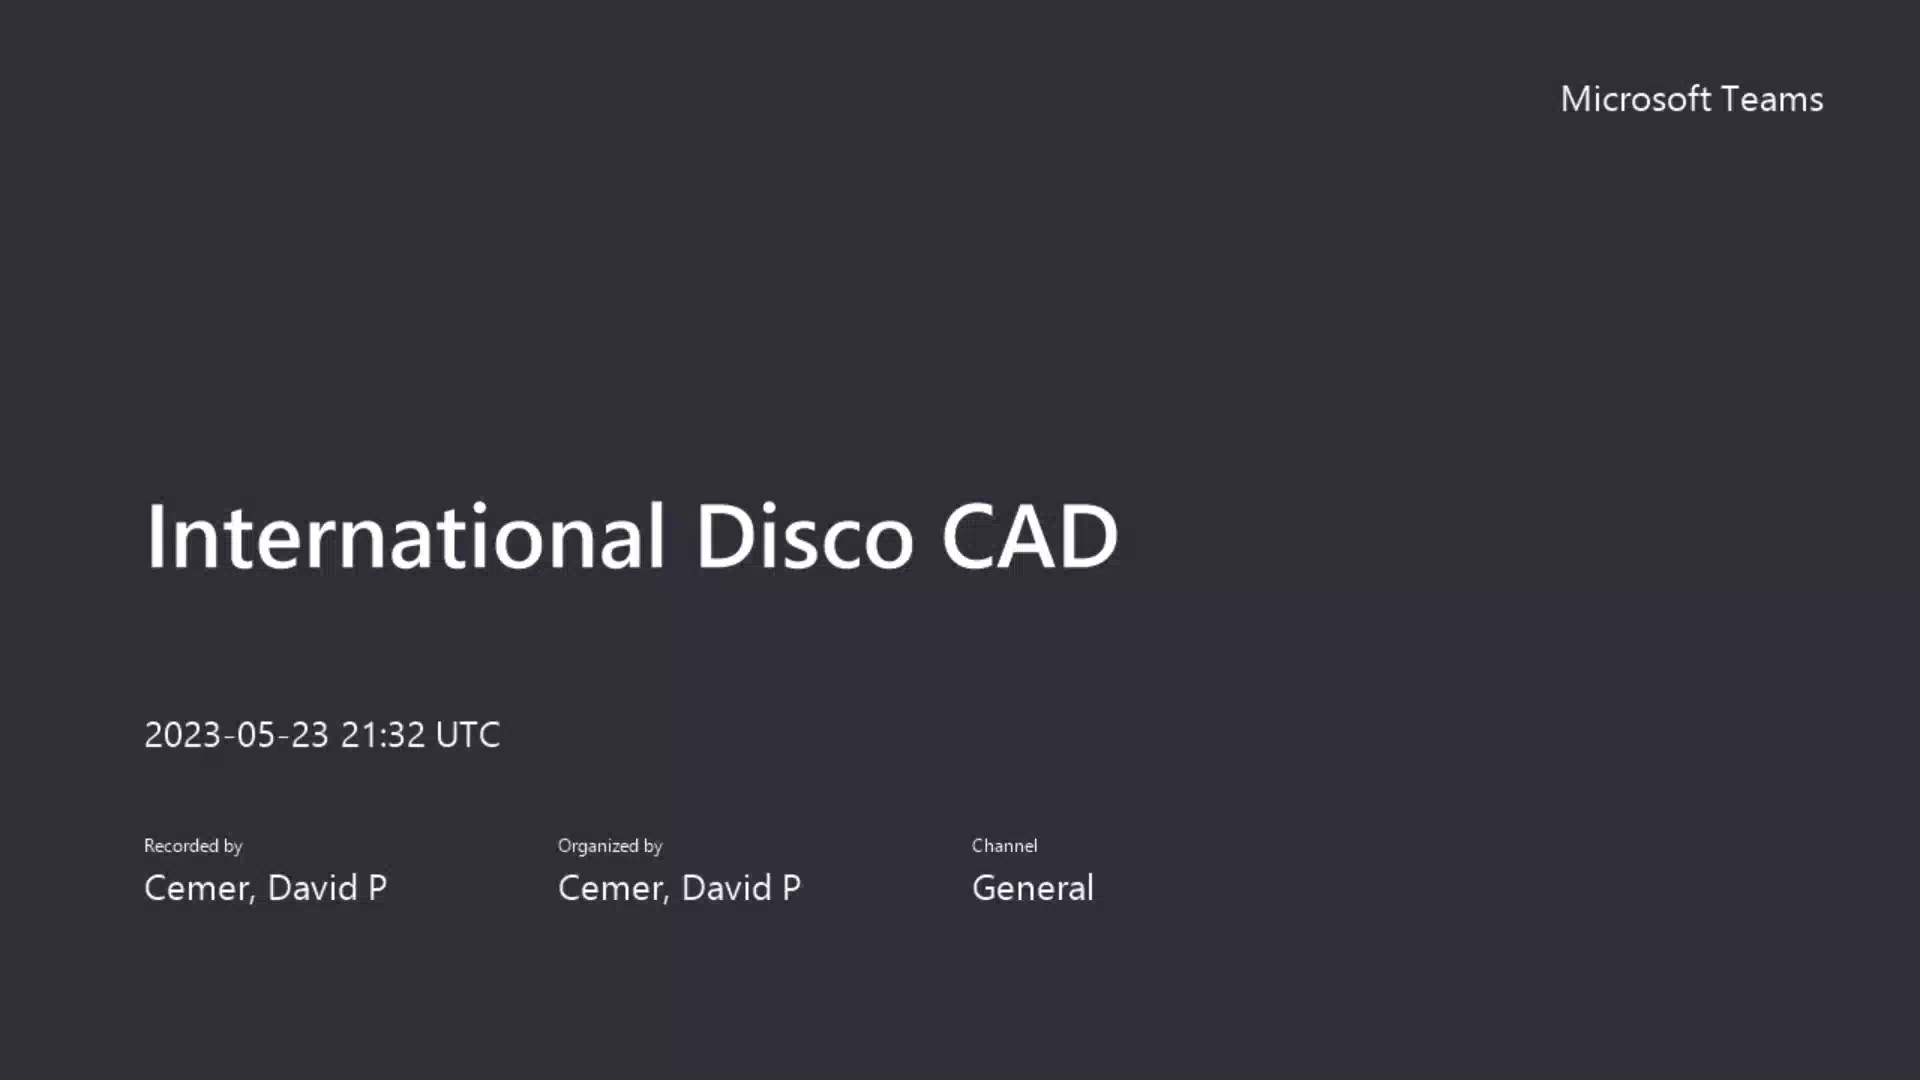 Microsoft Teams
International Disco CAD
2023-05-23 21:32 UTC
Recorded by
Cemer, David P
Organized by
Cemer, David P
Channel
General